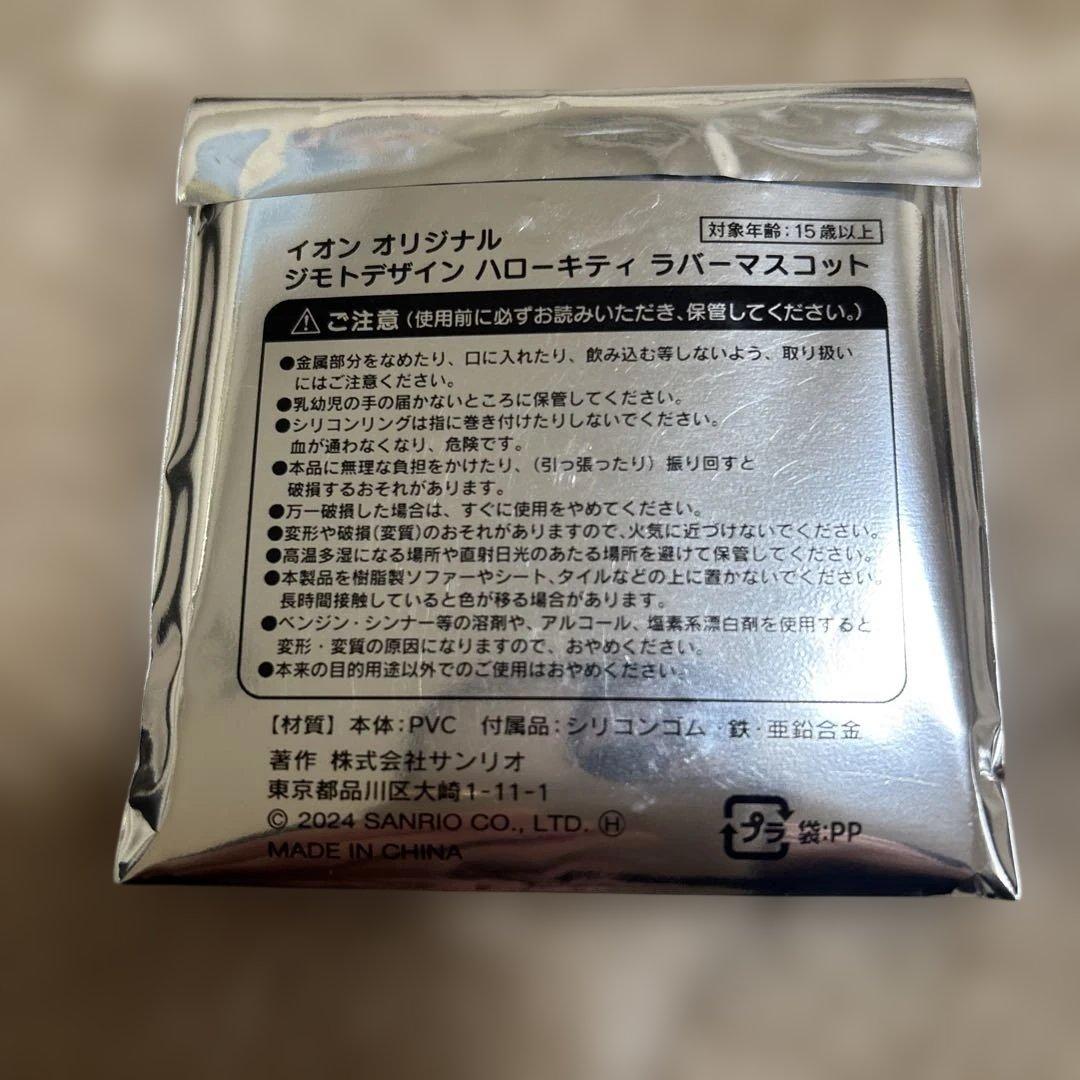 対象年齢:15歳以上
イオン オリジナル
ジモトデザイン ハローキティ ラバーマスコット
⚠ ご注意(使用前に必ずお読みいただき、保管してください。)
●金属部分をなめたり、口に入れたり、飲み込む等しないよう、取り扱い
にはご注意ください。
●乳幼児の手の届かないところに保管してください。
●シリコンリングは指に巻き付けたりしないでください。
血が通わなくなり、危険です。
●本品に無理な負担をかけたり、(引っ張ったり)振り回すと
破損するおそれがあります。
●万一破損した場合は、すぐに使用をやめてください。
●変形や破損(変質)のおそれがありますので、火気に近づけないでください。
●高温多湿になる場所や直射日光のあたる場所を避けて保管してください。
●本製品を樹脂製ソファーやシート、タイルなどの上に置かないでください。
長時間接触していると色が移る場合があります。
●ベンジン・シンナー等の溶剤や、アルコール、塩素系漂白剤を使用すると
変形・変質の原因になりますので、おやめください。
●本来の目的用途以外でのご使用はおやめください。
【材質】本体:PVC 付属品:シリコンゴム・鉄・亜鉛合金
著作 株式会社サンリオ
東京都品川区大崎1-11-1
© 2024 SANRIO CO., LTD. Ⓗ
MADE IN CHINA
プラ 袋:PP